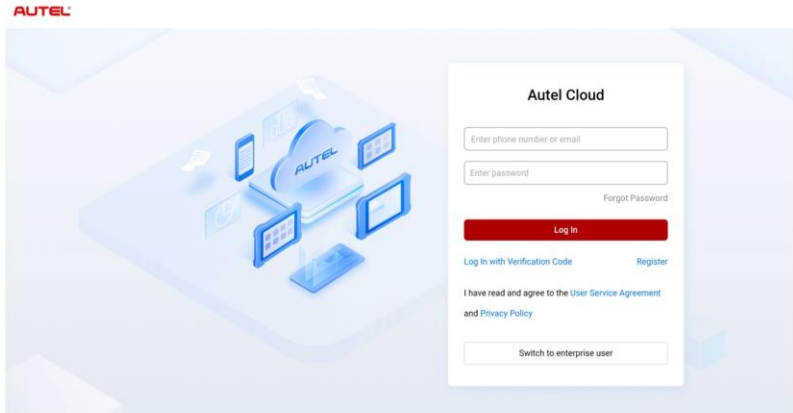 AUTEL
Autel Cloud
AUTEL
Enter phone number or email
Enter password
Forgot Password
Log In
Log In with Verification Code Register
I have read and agree to the User Service Agreement
and Privacy Policy
Switch to enterprise user